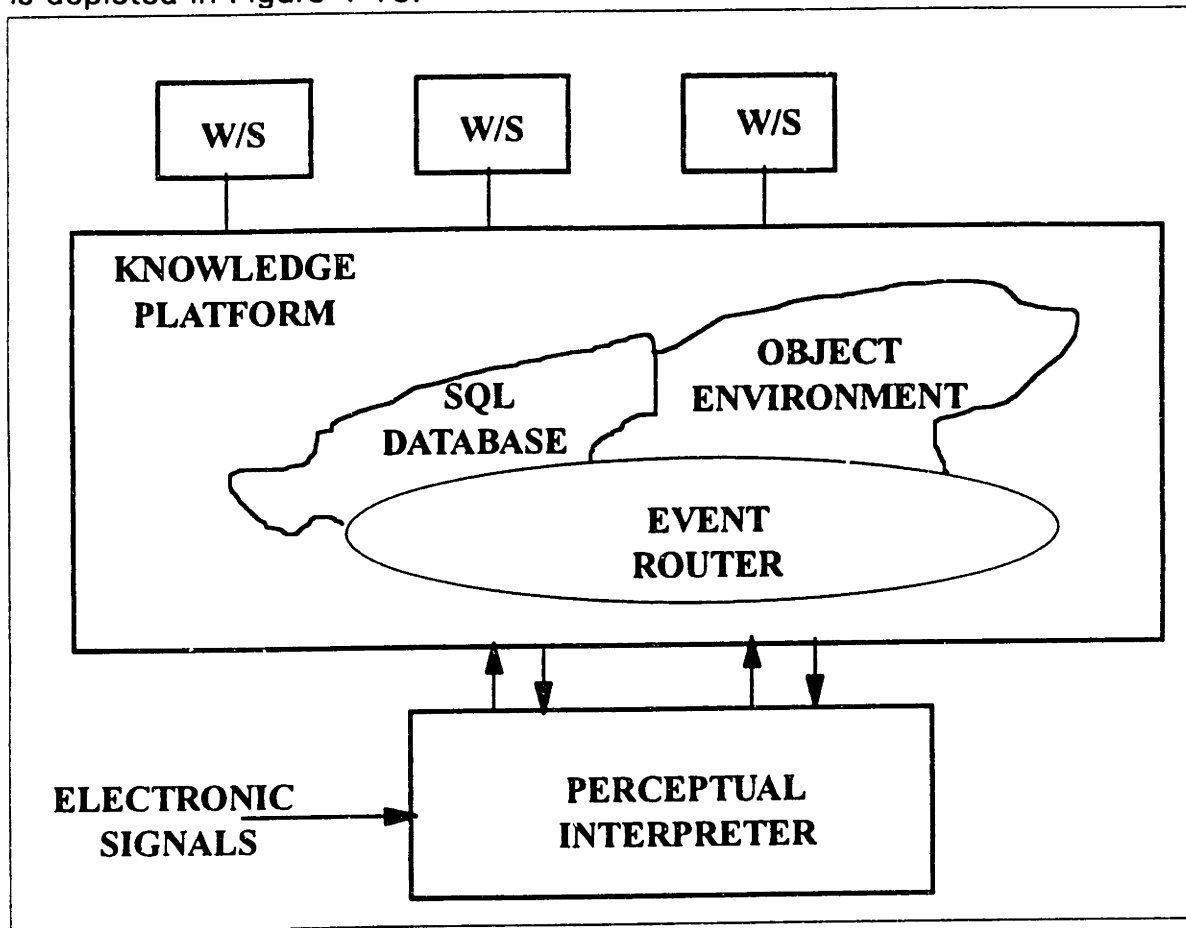 W/S
W/S
W/S
KNOWLEDGE
PLATFORM
OBJECT
ENVIRONMENT
SQL
DATABASE
EVENT
ROUTER
PERCEPTUAL
INTERPRETER
ELECTRONIC
SIGNALS